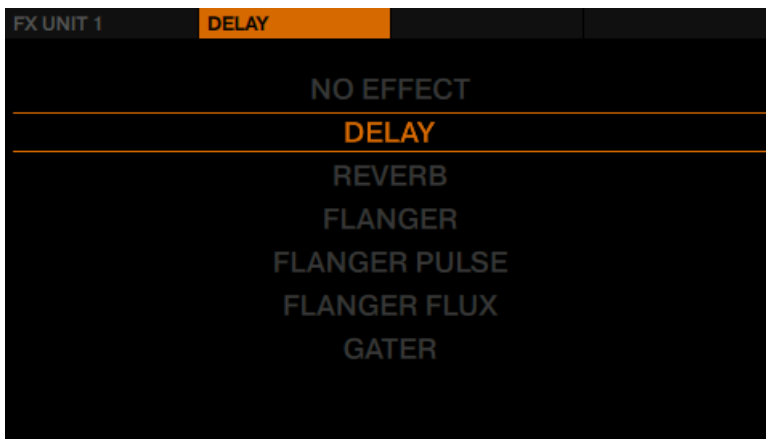 FX UNIT 1 DELAY
NO EFFECT
DELAY
REVERB
FLANGER
FLANGER PULSE
FLANGER FLUX
GATER